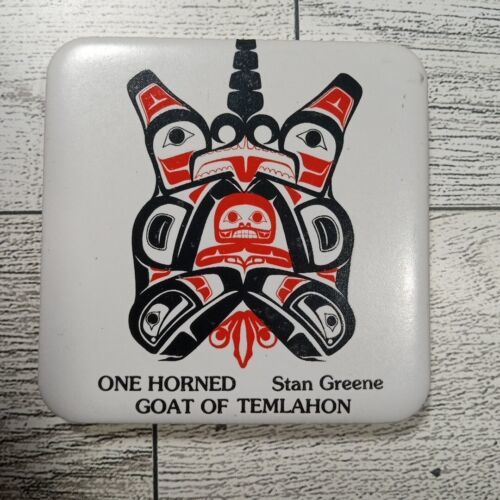 ONE HORNED Stan Greene
GOAT OF TEMLAHON